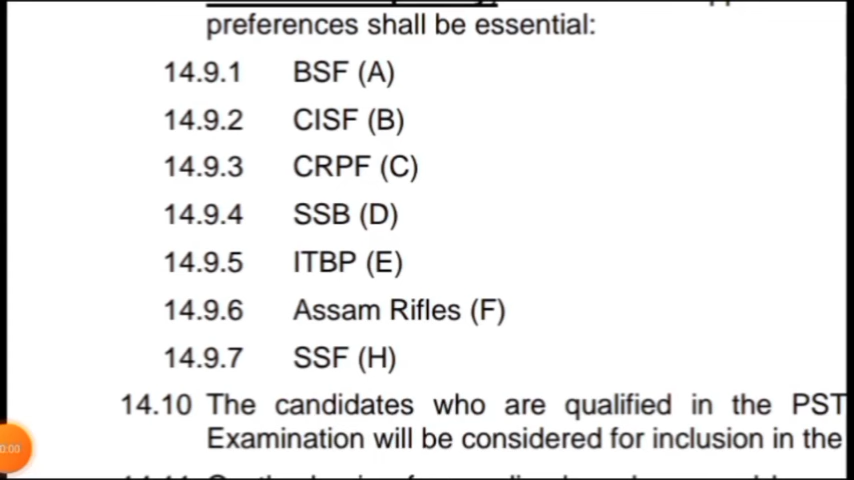 preferences shall be essential:
14.9.1 BSF (A)
14.9.2 CISF (B)
14.9.3 CRPF (C)
14.9.4 SSB (D)
14.9.5 ITBP (E)
14.9.6 Assam Rifles (F)
14.9.7 SSF (H)
14.10 The candidates who are qualified in the PST
Examination will be considered for inclusion in the
0:00